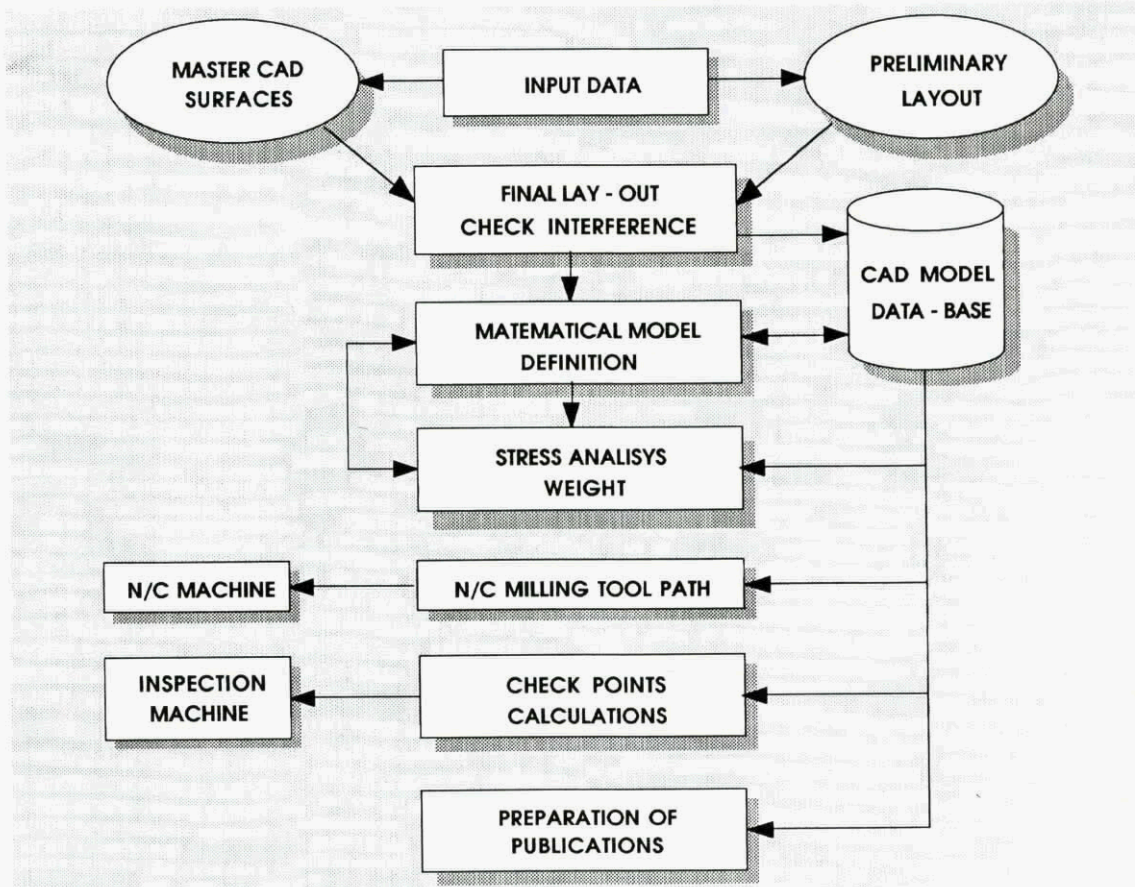 MASTER CAD
SURFACES
INPUT DATA
PRELIMINARY
LAYOUT
FINAL LAY - OUT
CHECK INTERFERENCE
CAD MODEL
DATA - BASE
MATEMATICAL MODEL
DEFINITION
STRESS ANALISYS
WEIGHT
N/C MACHINE
N/C MILLING TOOL PATH
INSPECTION
MACHINE
CHECK POINTS
CALCULATIONS
PREPARATION OF
PUBLICATIONS